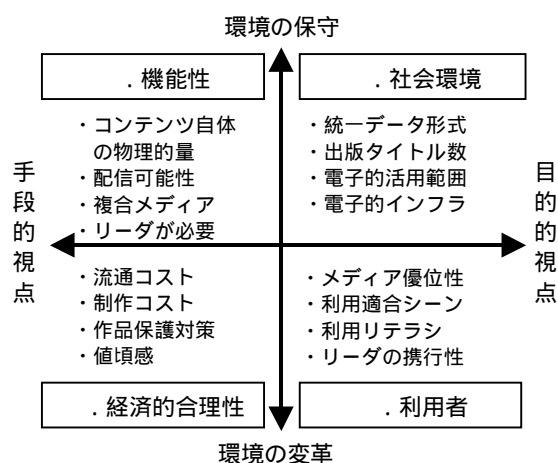 環境の保守
. 機能性
. 社会環境
・コンテンツ自体
の物理的量
・配信可能性
・複合メディア
・リーダが必要
・統一データ形式
・出版タイトル数
・電子的活用範囲
・電子的インフラ
手段的視点
目的的視点
・流通コスト
・制作コスト
・作品保護対策
・値頃感
・メディア優位性
・利用適合シーン
・利用リテラシ
・リーダの携行性
. 経済的合理性
. 利用者
環境の変革